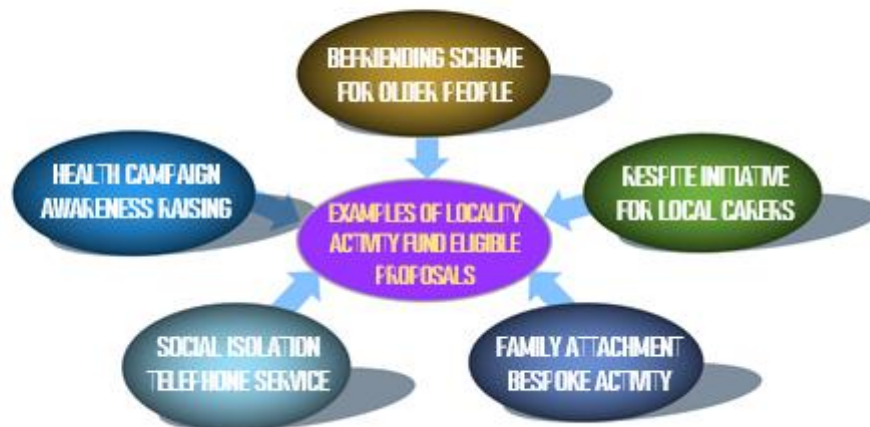 BEFRIENDING SCHEME
FOR OLDER PEOPLE
HEALTH CAMPAIGN
AWARENESS RAISING
RESPITE INITIATIVE
FOR LOCAL CARERS
EXAMPLES OF LOCALITY
ACTIVITY FUND ELIGIBLE
PROPOSALS
SOCIAL ISOLATION
TELEPHONE SERVICE
FAMILY ATTACHMENT
BESPOKE ACTIVITY